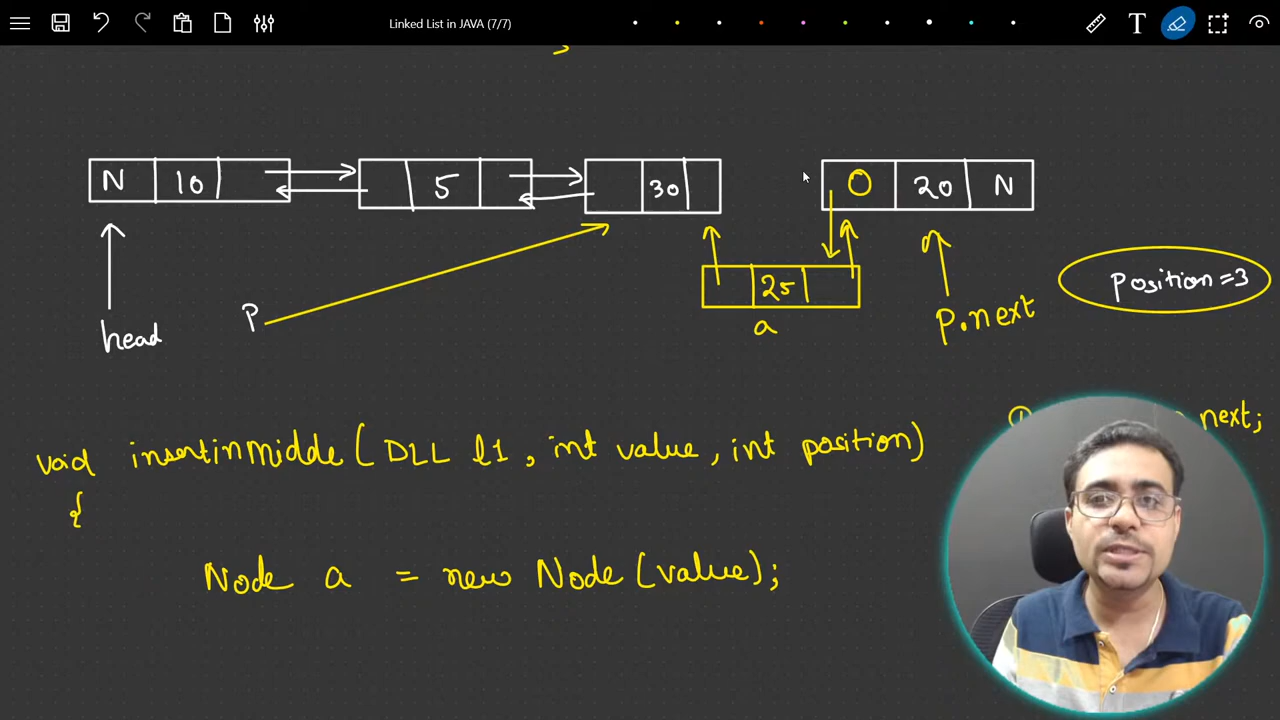 Linked List in JAVA (7/7)
T
N 10 5 30 O 20 N
25
Position=3
P
a
P.next
head
① next;
void insertinmidde(DLL l1, int value, int position)
{
Node a = new Node(value);